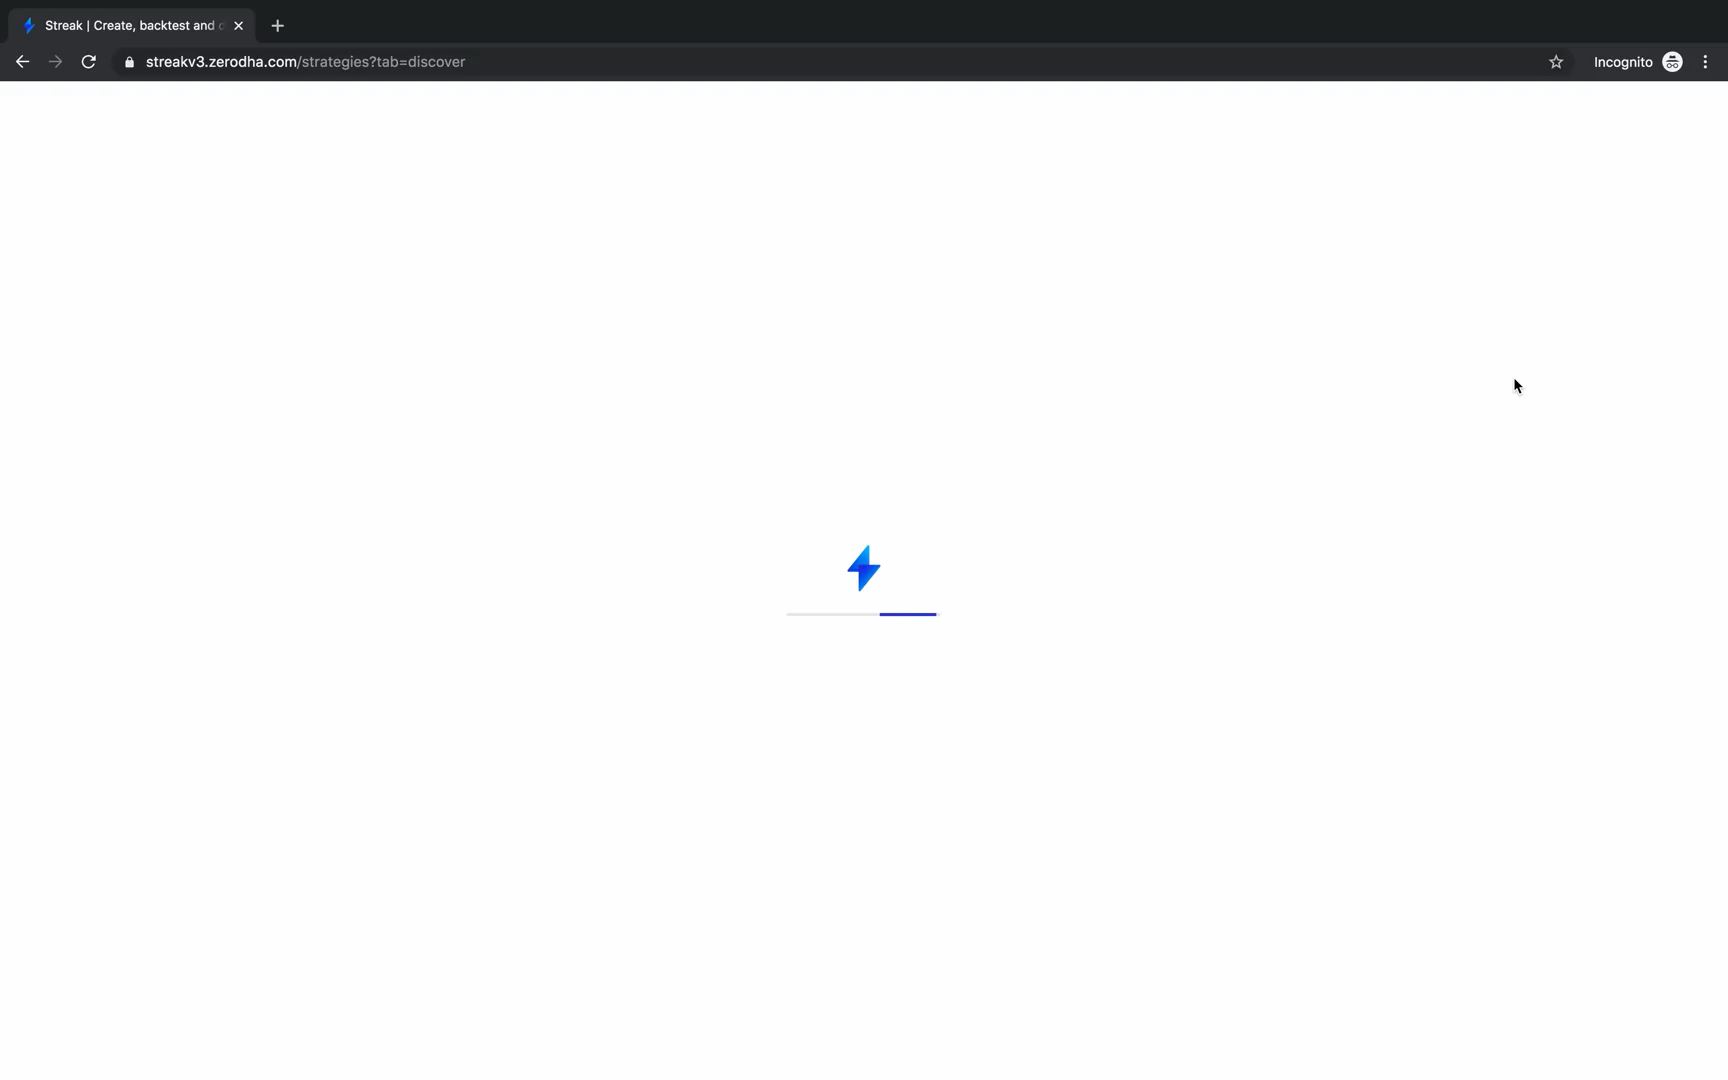 Streak | Create, backtest and
streakv3.zerodha.com/strategies?tab=discover
Incognito